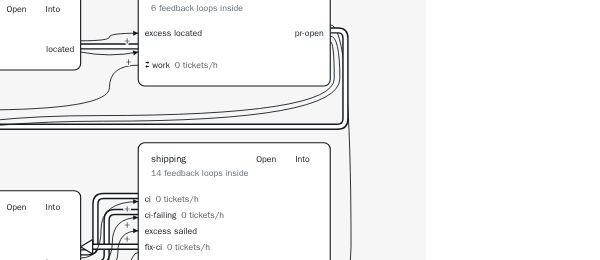 Open Into
6 feedback loops inside
excess located
pr-open
located
+
+
work 0 tickets/h
shipping
Open Into
14 feedback loops inside
ci 0 tickets/h
Open Into
+
ci-failing 0 tickets/h
+
excess sailed
+
fix-ci 0 tickets/h